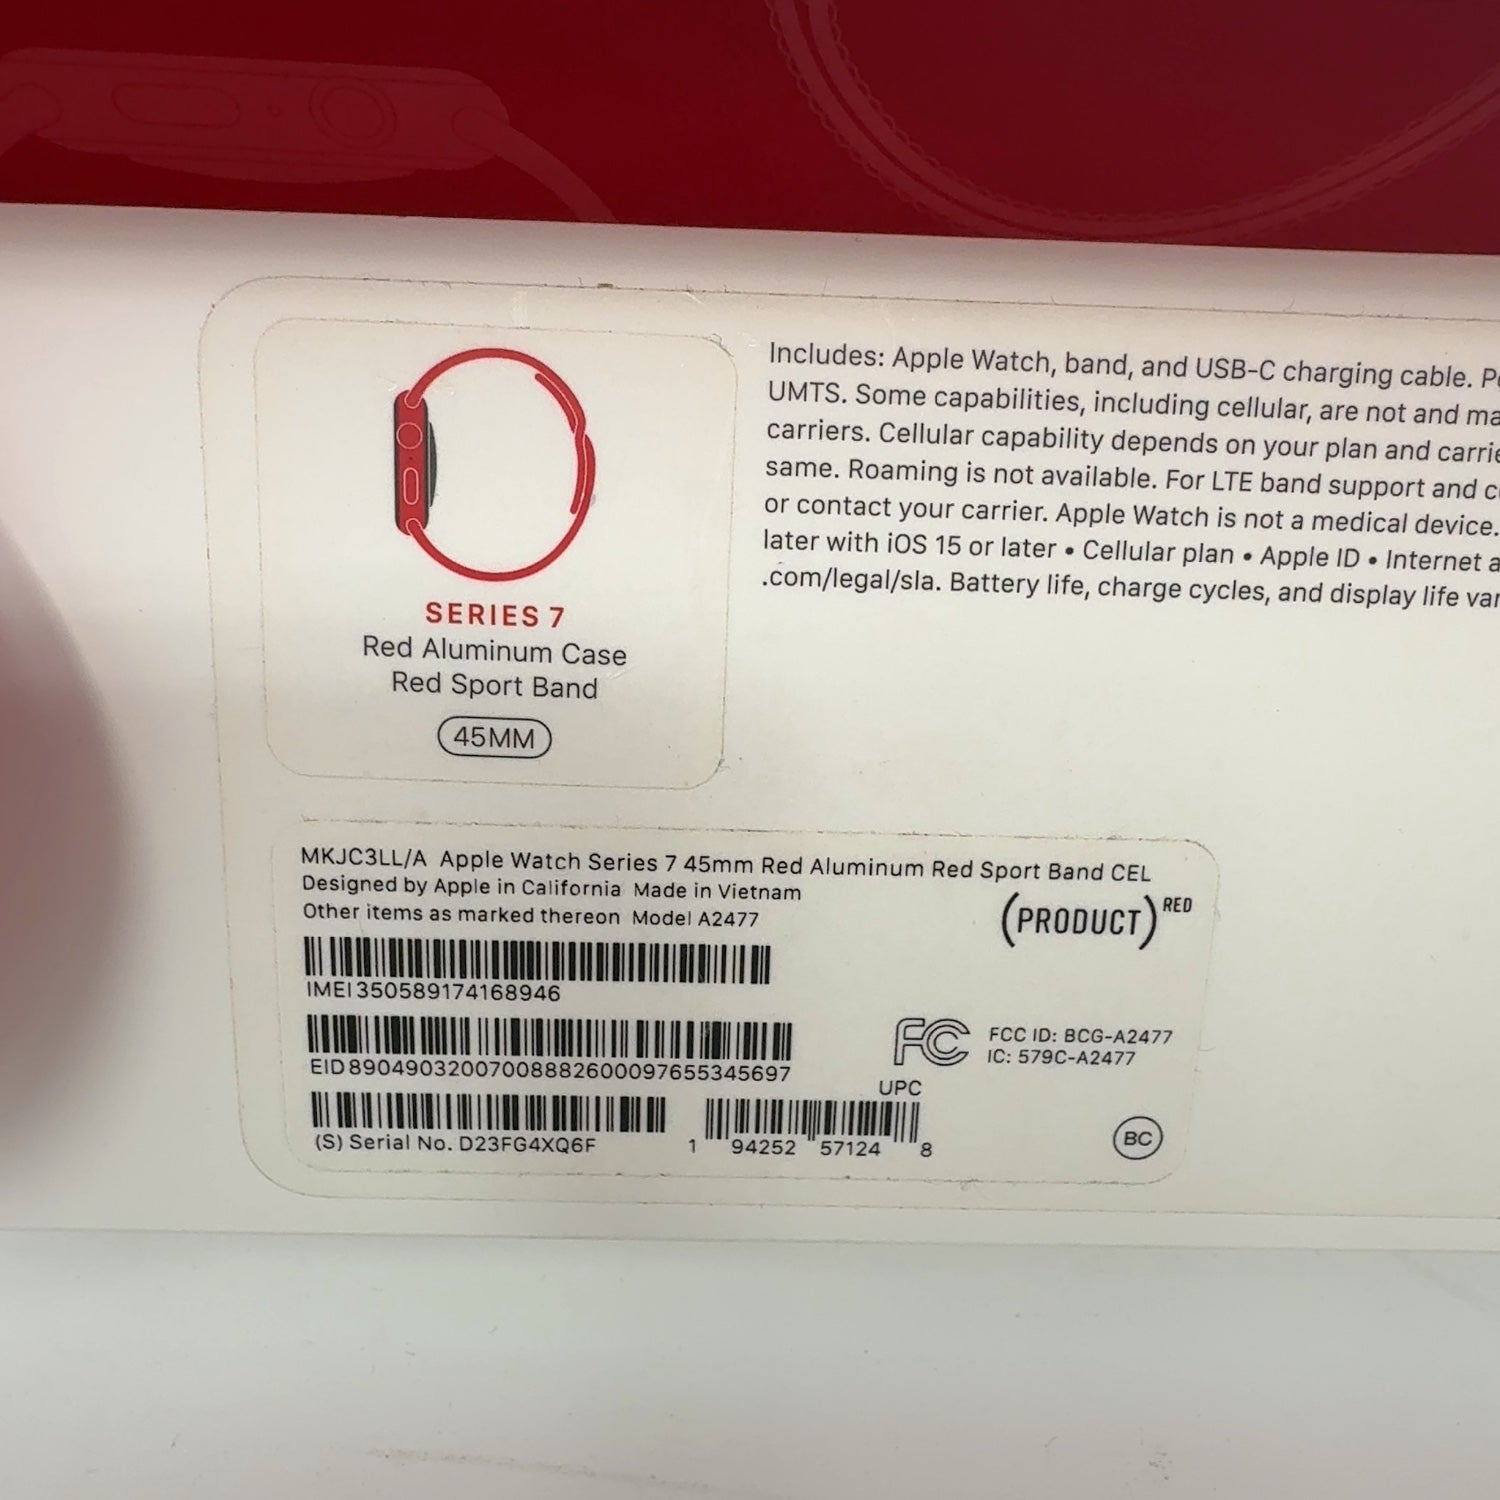 Includes: Apple Watch, band, and USB-C charging cable.
UMTS. Some capabilities, including cellular, are not and
carriers. Cellular capability depends on your plan and
same. Roaming is not available. For LTE band support and
or contact your carrier. Apple Watch is not a medical device.
later with iOS 15 or later • Cellular plan • Apple ID • Internet
.com/legal/sla. Battery life, charge cycles, and display life
SERIES 7
Red Aluminum Case
Red Sport Band
45MM
MKJC3LL/A Apple Watch Series 7 45mm Red Aluminum Red Sport Band CEL
Designed by Apple in California Made in Vietnam
Other items as marked thereon Model A2477
(PRODUCT)RED
IMEI 350589174168946
FC FCC ID: BCG-A2477
IC: 579C-A2477
EID 89049032007008882600097655345697
UPC
(S) Serial No. D23FG4XQ6F
1 94252 57124 8
BC